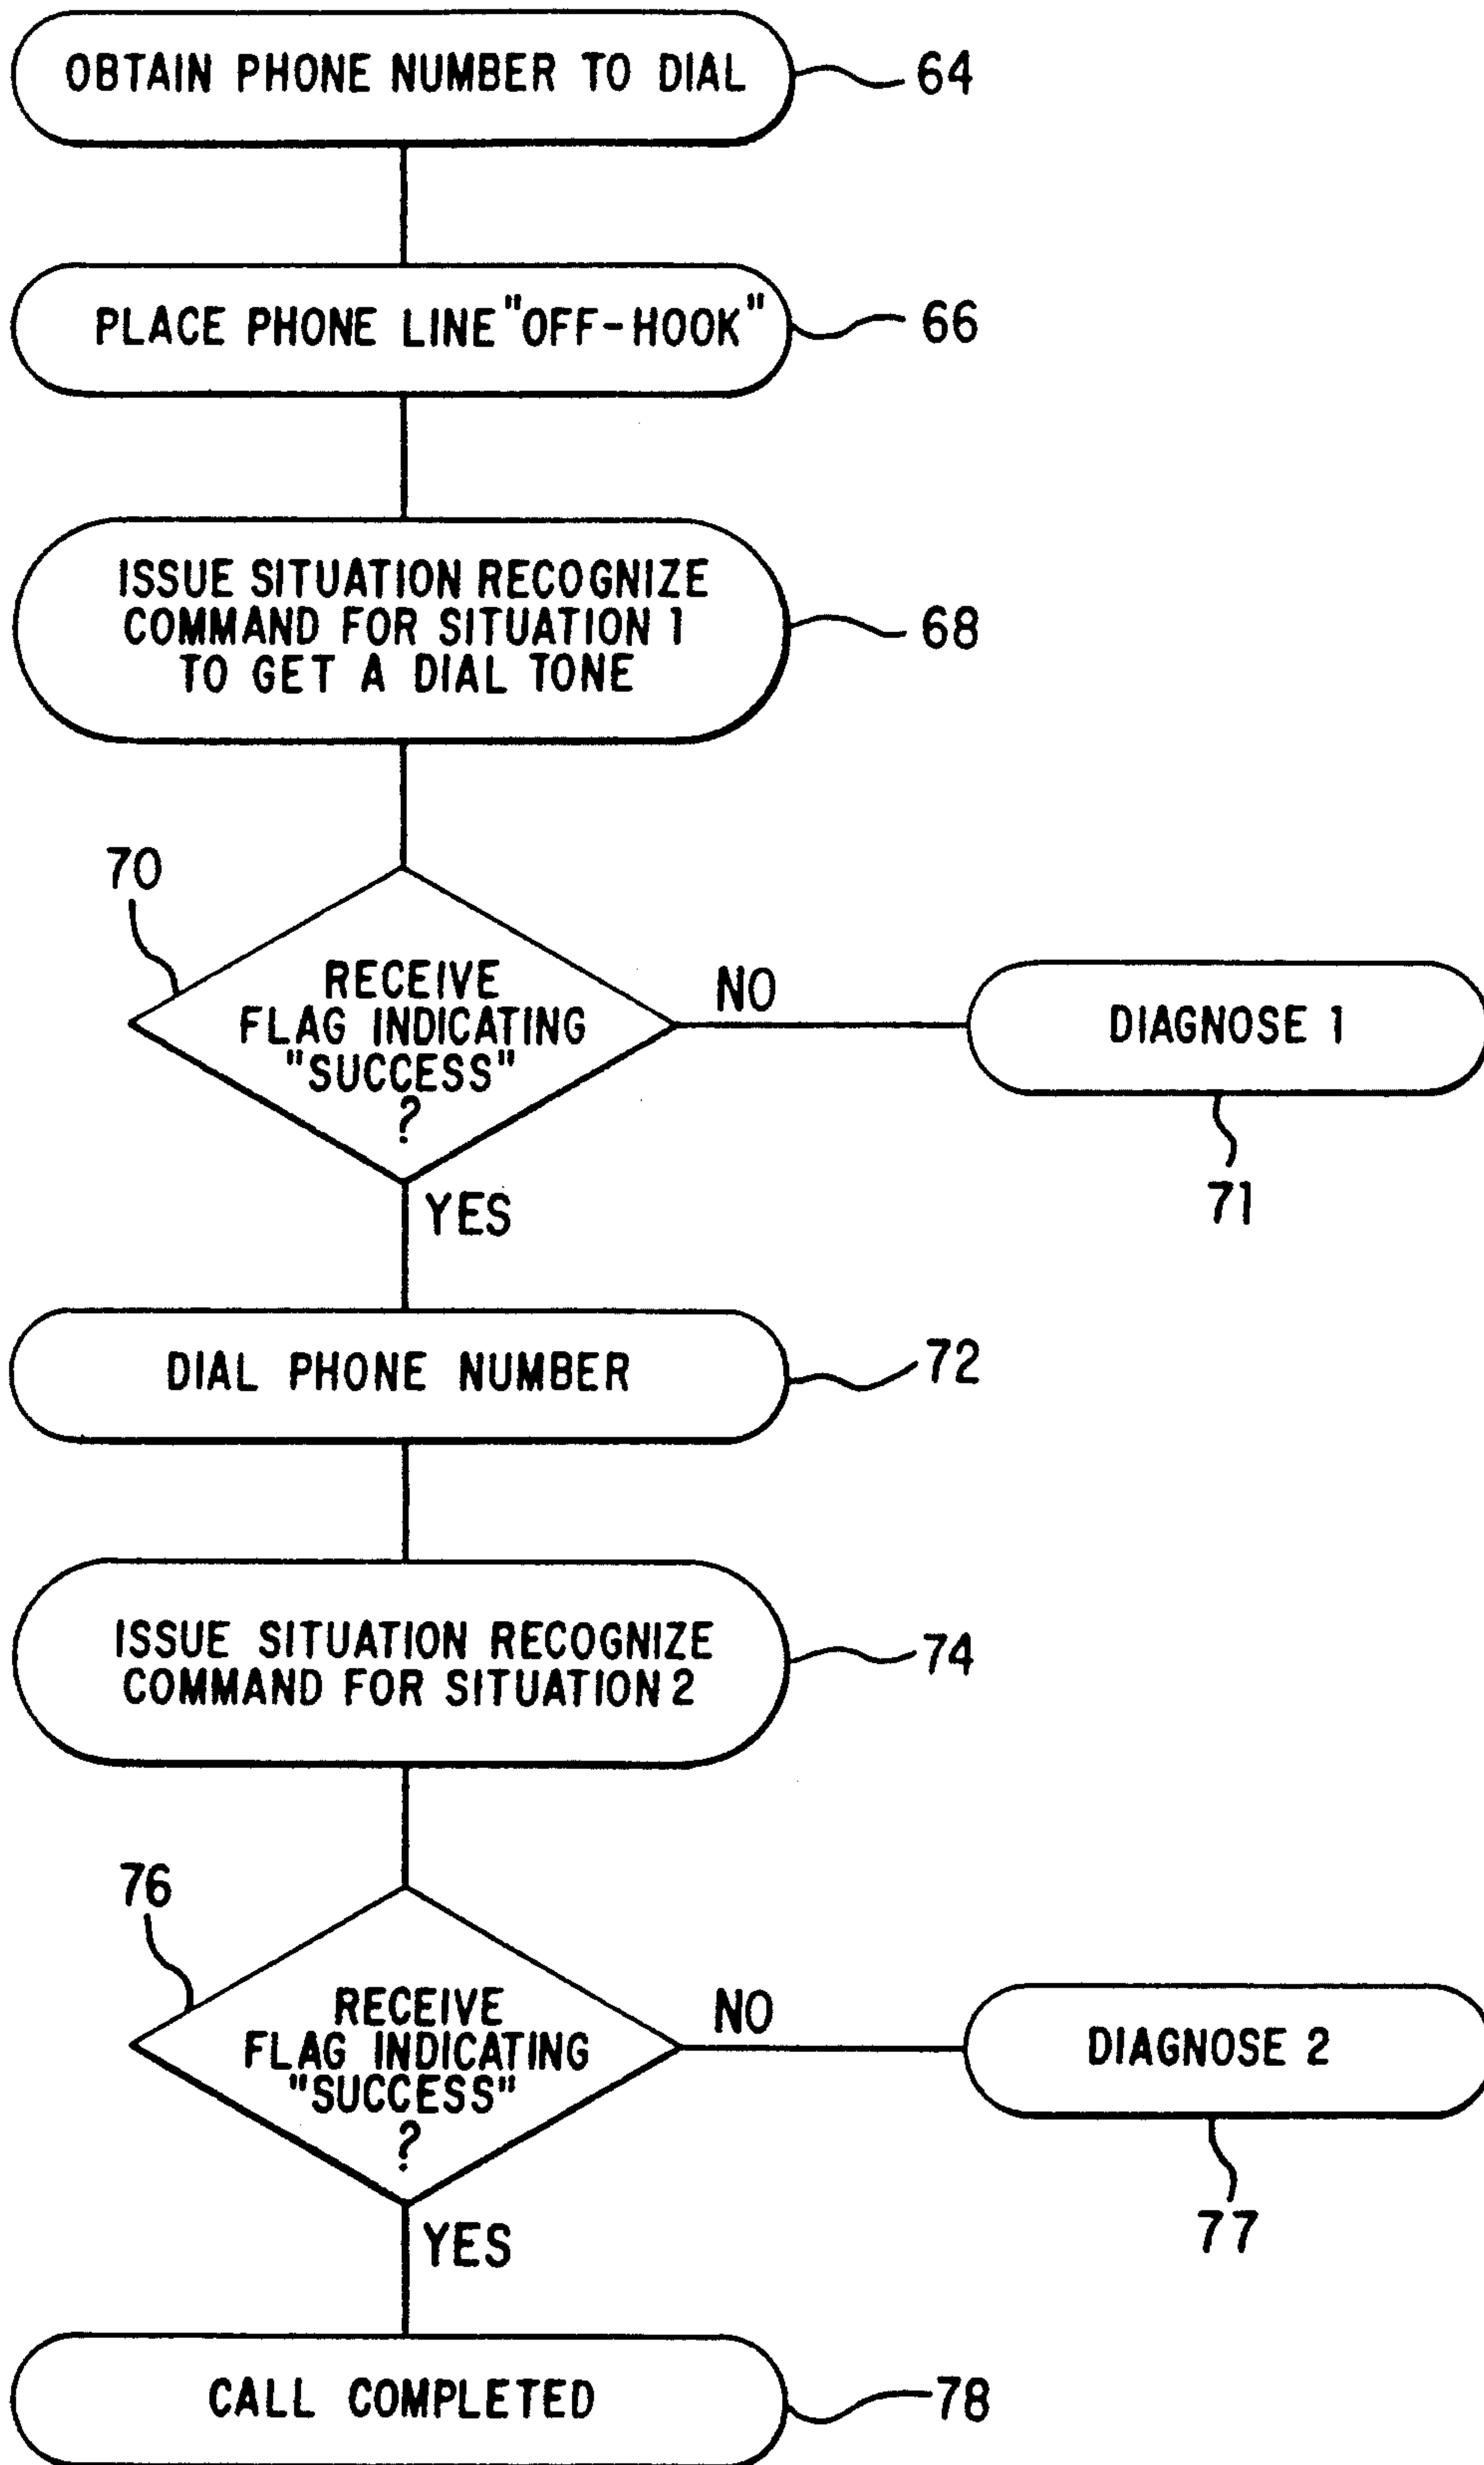 OBTAIN PHONE NUMBER TO DIAL
64
PLACE PHONE LINE "OFF-HOOK"
66
ISSUE SITUATION RECOGNIZE
COMMAND FOR SITUATION 1
TO GET A DIAL TONE
68
70
RECEIVE
FLAG INDICATING
"SUCCESS"
?
NO
DIAGNOSE 1
71
YES
DIAL PHONE NUMBER
72
ISSUE SITUATION RECOGNIZE
COMMAND FOR SITUATION 2
74
76
RECEIVE
FLAG INDICATING
"SUCCESS"
?
NO
DIAGNOSE 2
77
YES
CALL COMPLETED
78